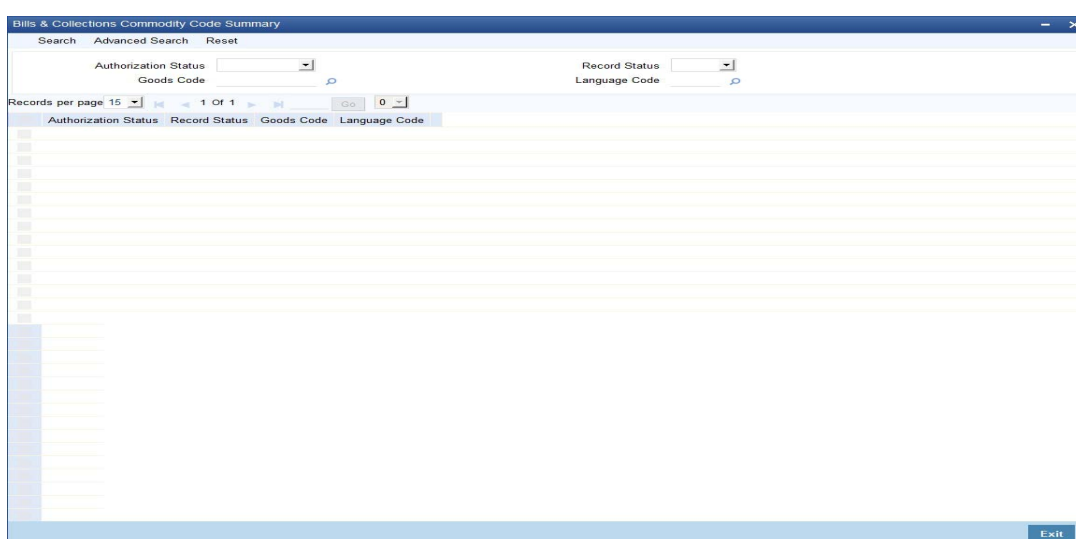 Bills & Collections Commodity Code Summary
Search Advanced Search Reset
Authorization Status Record Status
Goods Code Language Code
Records per page 15 1 Of 1 Go 0
Authorization Status Record Status Goods Code Language Code
Exit